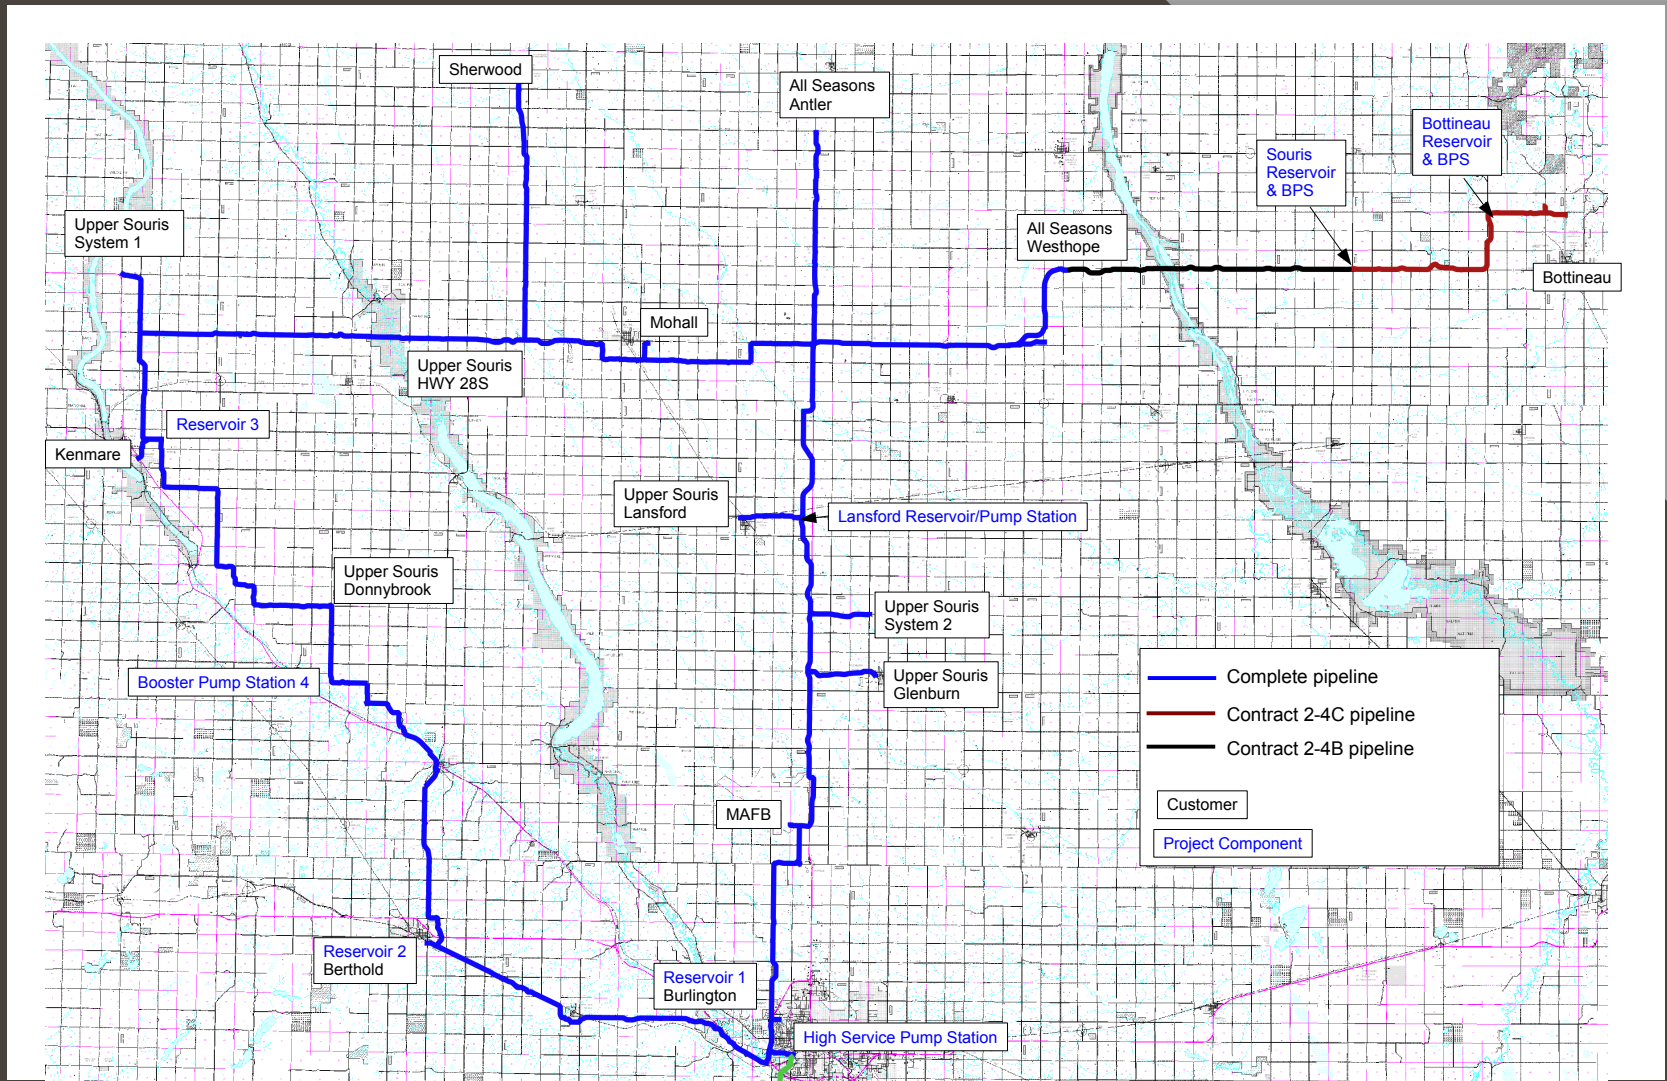 Sherwood
All Seasons
Antler
Bottineau
Reservoir
& BPS
Souris
Reservoir
& BPS
Upper Souris
System 1
All Seasons
Westhope
Bottineau
Mohall
Upper Souris
HWY 28S
Reservoir 3
Kenmare
Upper Souris
Lansford
Lansford Reservoir/Pump Station
Upper Souris
Donnybrook
Upper Souris
System 2
Upper Souris
Glenburn
Booster Pump Station 4
Complete pipeline
Contract 2-4C pipeline
Contract 2-4B pipeline
Customer
Project Component
MAFB
Reservoir 2
Berthold
Reservoir 1
Burlington
High Service Pump Station